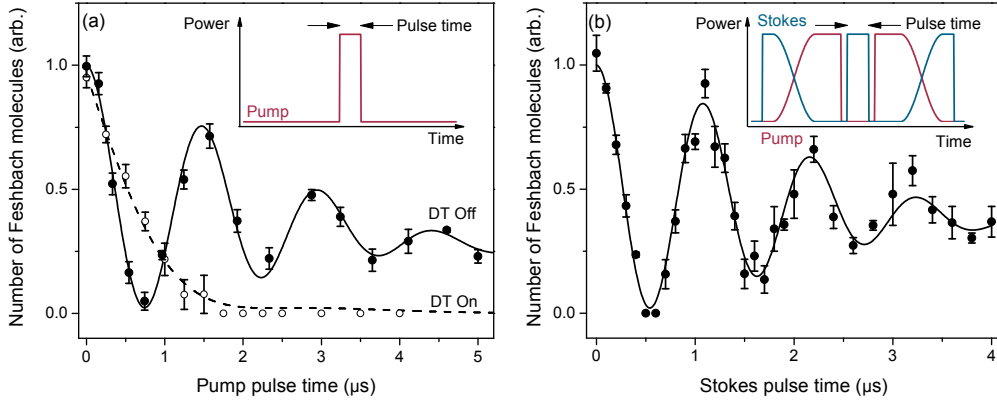 (a)
Power
Pulse time
Pump
Time
DT Off
DT On
Number of Feshbach molecules (arb.)
1.0
0.5
0.0
0 1 2 3 4 5
Pump pulse time (µs)
(b)
Power
Stokes
Pulse time
Pump
Time
Number of Feshbach molecules (arb.)
1.0
0.5
0.0
0 1 2 3 4
Stokes pulse time (µs)